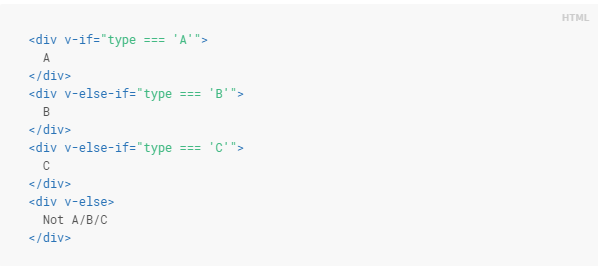 HTML
<div v-if="type === 'A'">
  A
</div>
<div v-else-if="type === 'B'">
  B
</div>
<div v-else-if="type === 'C'">
  C
</div>
<div v-else>
  Not A/B/C
</div>